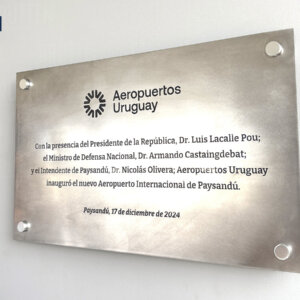 Aeropuertos
Uruguay
Con la presencia del Presidente de la República, Dr. Luis Lacalle Pou;
el Ministro de Defensa Nacional, Dr. Armando Castaingdebat;
y el Intendente de Paysandú, Dr. Nicolás Olivera; Aeropuertos Uruguay
inauguró el nuevo Aeropuerto Internacional de Paysandú.
Paysandú, 17 de diciembre de 2024